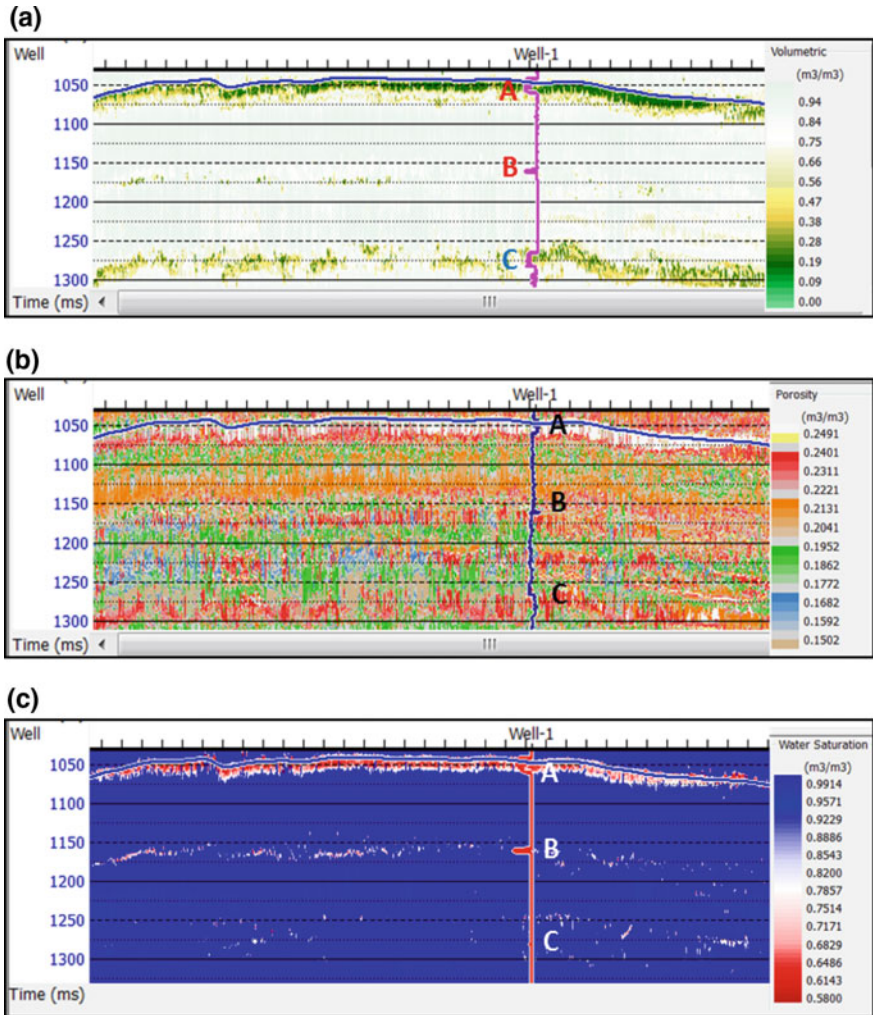 (a)
Well Well-1 Volumetric
(m3/m3)
1050
1100
1150
1200
1250
1300
A
B
C
0.94
0.84
0.75
0.66
0.56
0.47
0.38
0.28
0.19
0.09
0.00
Time (ms)
(b)
Well Well-1 Porosity
(m3/m3)
1050
1100
1150
1200
1250
1300
A
B
C
0.2491
0.2401
0.2311
0.2221
0.2131
0.2041
0.1952
0.1862
0.1772
0.1682
0.1592
0.1502
Time (ms)
(c)
Well Well-1 Water Saturation
(m3/m3)
1050
1100
1150
1200
1250
1300
A
B
C
0.9914
0.9571
0.9229
0.8886
0.8543
0.8200
0.7857
0.7514
0.7171
0.6829
0.6486
0.6143
0.5800
Time (ms)